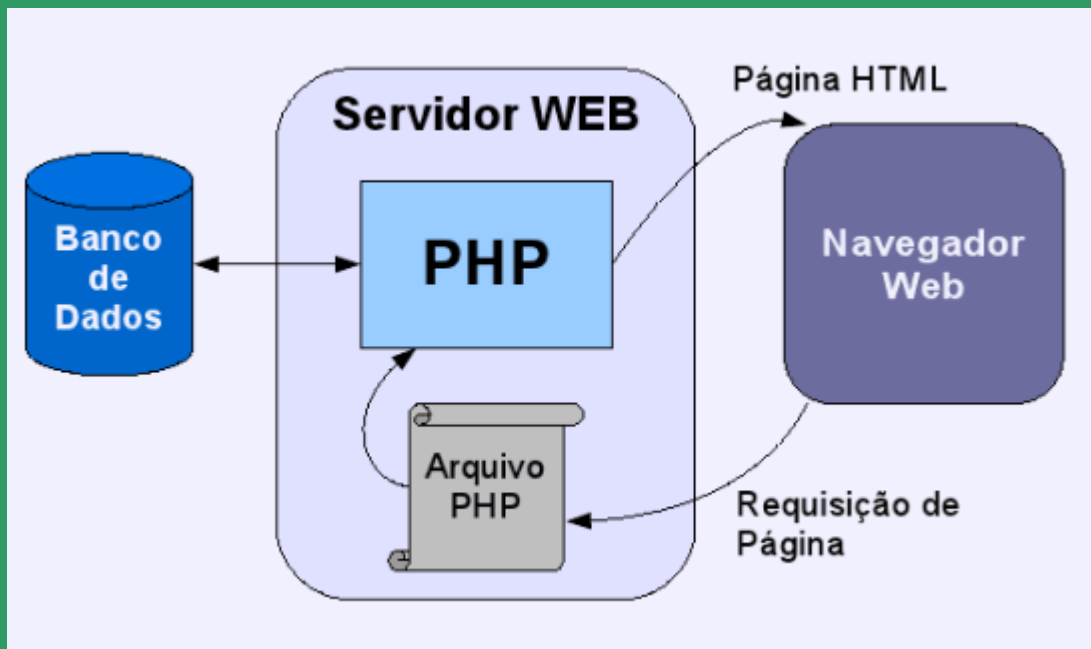 Servidor WEB
Página HTML
Banco
de
Dados
PHP
Navegador
Web
Arquivo
PHP
Requisição de
Página